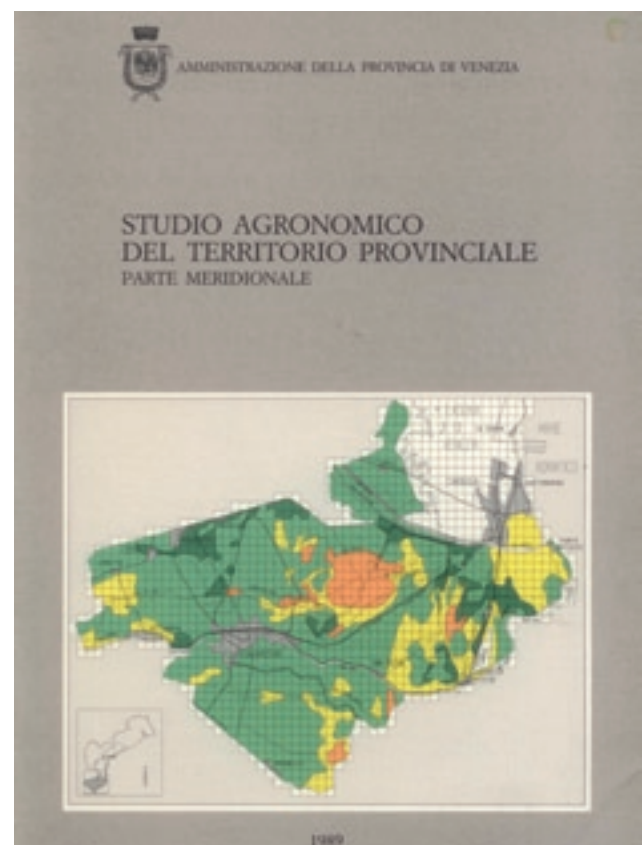 AMMINISTRAZIONE DELLA PROVINCIA DI VENEZIA
STUDIO AGRONOMICO
DEL TERRITORIO PROVINCIALE
PARTE MERIDIONALE
1989